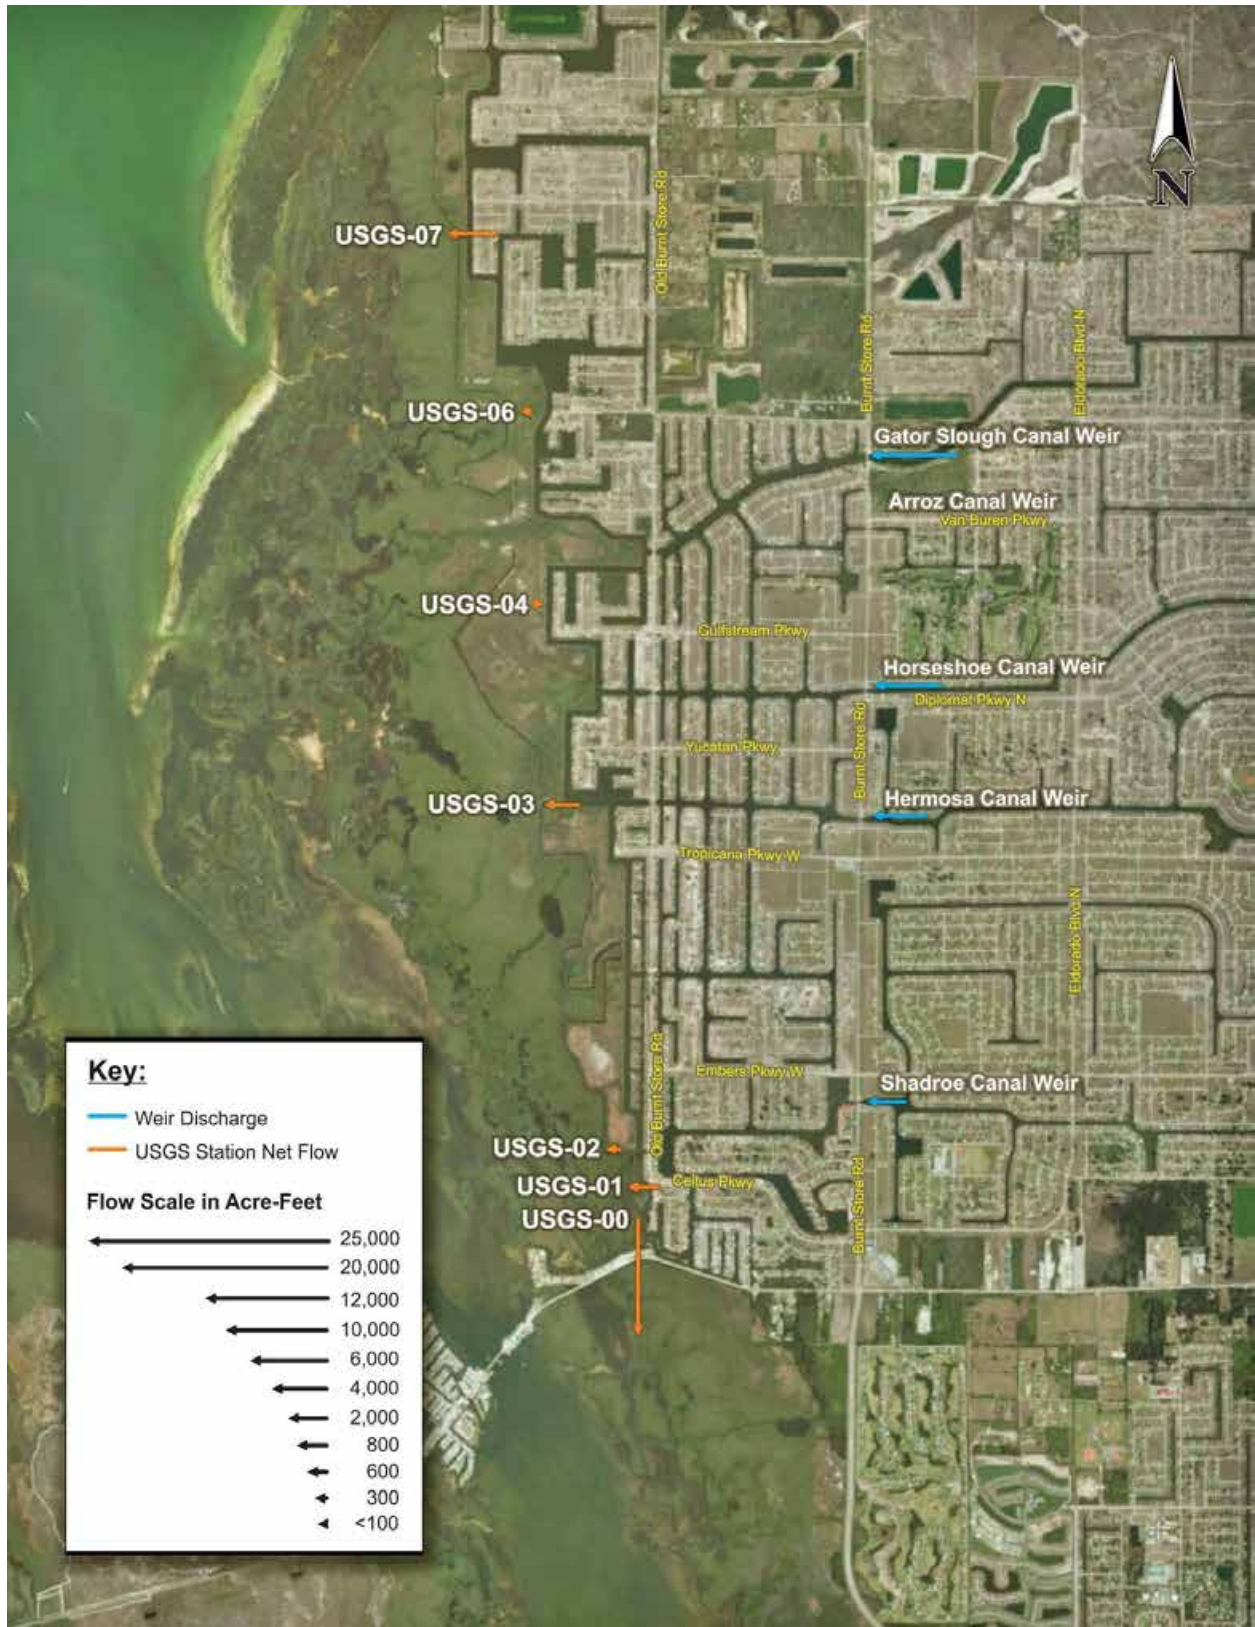 N
Old Burnt Store Rd
USGS-07
Burnt Store Rd
Eldorado Blvd N
USGS-06
Gator Slough Canal Weir
Arroz Canal Weir
Van Buren Pkwy
USGS-04
Gulfstream Pkwy
Horseshoe Canal Weir
Diplomat Pkwy N
Burnt Store Rd
Yucatan Pkwy
USGS-03
Hermosa Canal Weir
Tropicana Pkwy W
Eldorado Blvd N
Old Burnt Store Rd
Embers Pkwy W
Shadroe Canal Weir
USGS-02
USGS-01
Ceitus Pkwy
USGS-00
Burnt Store Rd
Key:
Weir Discharge
USGS Station Net Flow
Flow Scale in Acre-Feet
25,000
20,000
12,000
10,000
6,000
4,000
2,000
800
600
300
<100